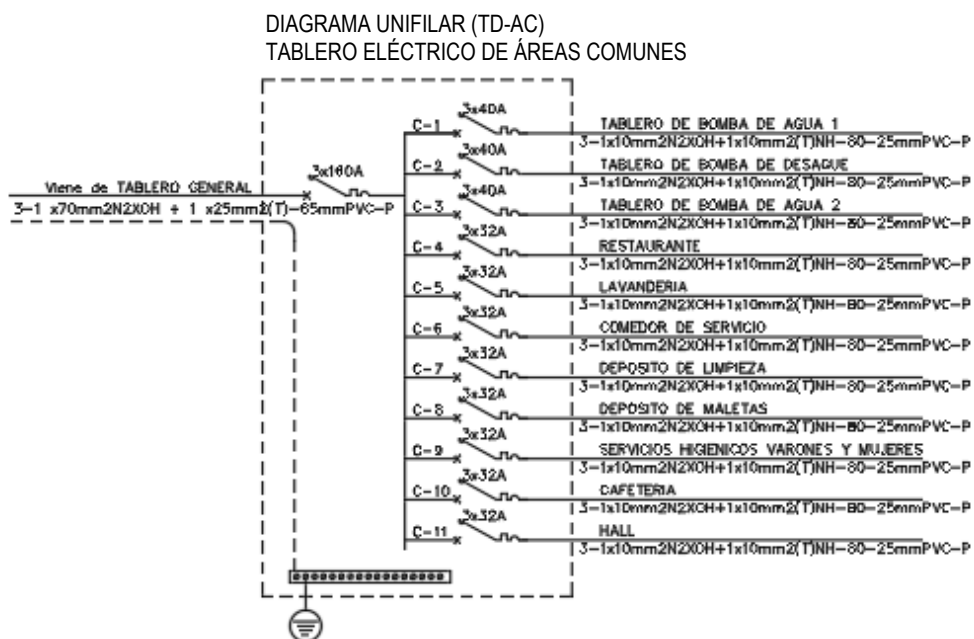 DIAGRAMA UNIFILAR (TD-AC)
TABLERO ELÉCTRICO DE ÁREAS COMUNES
Viene de TABLERO GENERAL
3-1 x70mm2N2XOH + 1 x25mm2(T)-65mmPVC-P
3x160A
C-1 3x40A TABLERO DE BOMBA DE AGUA 1
3-1x10mm2N2XOH+1x10mm2(T)NH-80-25mmPVC-P
C-2 3x40A TABLERO DE BOMBA DE DESAGUE
3-1x10mm2N2XOH+1x10mm2(T)NH-80-25mmPVC-P
C-3 3x40A TABLERO DE BOMBA DE AGUA 2
3-1x10mm2N2XOH+1x10mm2(T)NH-80-25mmPVC-P
C-4 3x32A RESTAURANTE
3-1x10mm2N2XOH+1x10mm2(T)NH-80-25mmPVC-P
C-5 3x32A LAVANDERIA
3-1x10mm2N2XOH+1x10mm2(T)NH-80-25mmPVC-P
C-6 3x32A COMEDOR DE SERVICIO
3-1x10mm2N2XOH+1x10mm2(T)NH-80-25mmPVC-P
C-7 3x32A DEPOSITO DE LIMPIEZA
3-1x10mm2N2XOH+1x10mm2(T)NH-80-25mmPVC-P
C-8 3x32A DEPOSITO DE MALETAS
3-1x10mm2N2XOH+1x10mm2(T)NH-80-25mmPVC-P
C-9 3x32A SERVICIOS HIGIENICOS VARONES Y MUJERES
3-1x10mm2N2XOH+1x10mm2(T)NH-80-25mmPVC-P
C-10 3x32A CAFETERIA
3-1x10mm2N2XOH+1x10mm2(T)NH-80-25mmPVC-P
C-11 3x32A HALL
3-1x10mm2N2XOH+1x10mm2(T)NH-80-25mmPVC-P